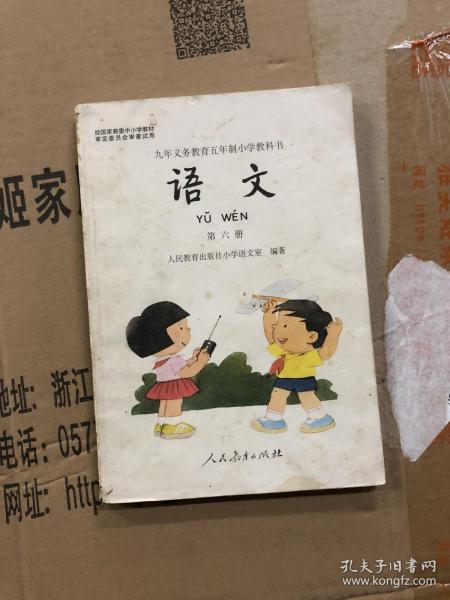 经国家教委中小学教材
审定委员会审查试用
九年义务教育五年制小学教科书
语文
YǓ WÉN
第六册
人民教育出版社小学语文室 编著
人民教育出版社
姬家
地址: 浙江
电话: 057
网址: http
孔夫子旧书网
www.kongfz.com